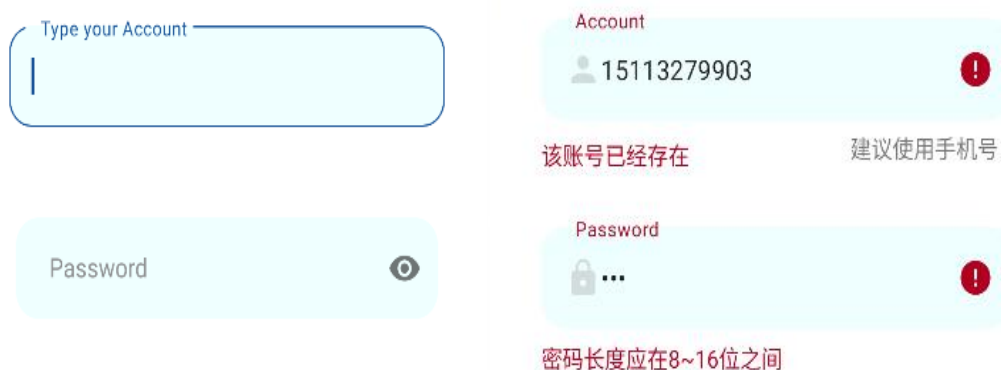 Type your Account
Password
Account
15113279903
该账号已经存在
建议使用手机号
Password
•••
密码长度应在8~16位之间